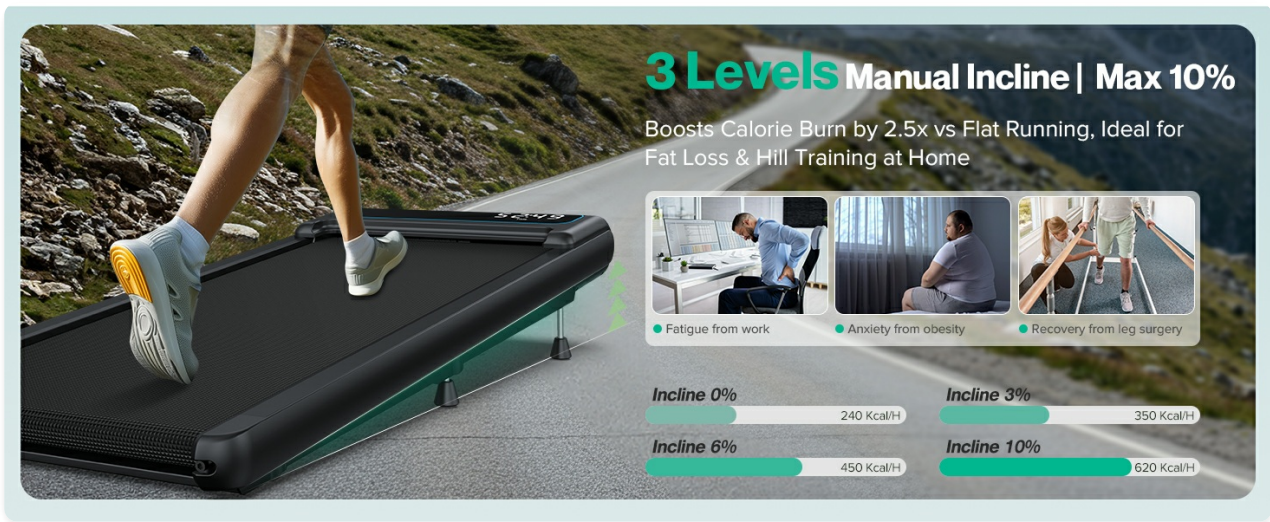 3 Levels Manual Incline | Max 10%
Boosts Calorie Burn by 2.5x vs Flat Running, Ideal for
Fat Loss & Hill Training at Home
Fatigue from work
Anxiety from obesity
Recovery from leg surgery
Incline 0%
240 Kcal/H
Incline 3%
350 Kcal/H
Incline 6%
450 Kcal/H
Incline 10%
620 Kcal/H